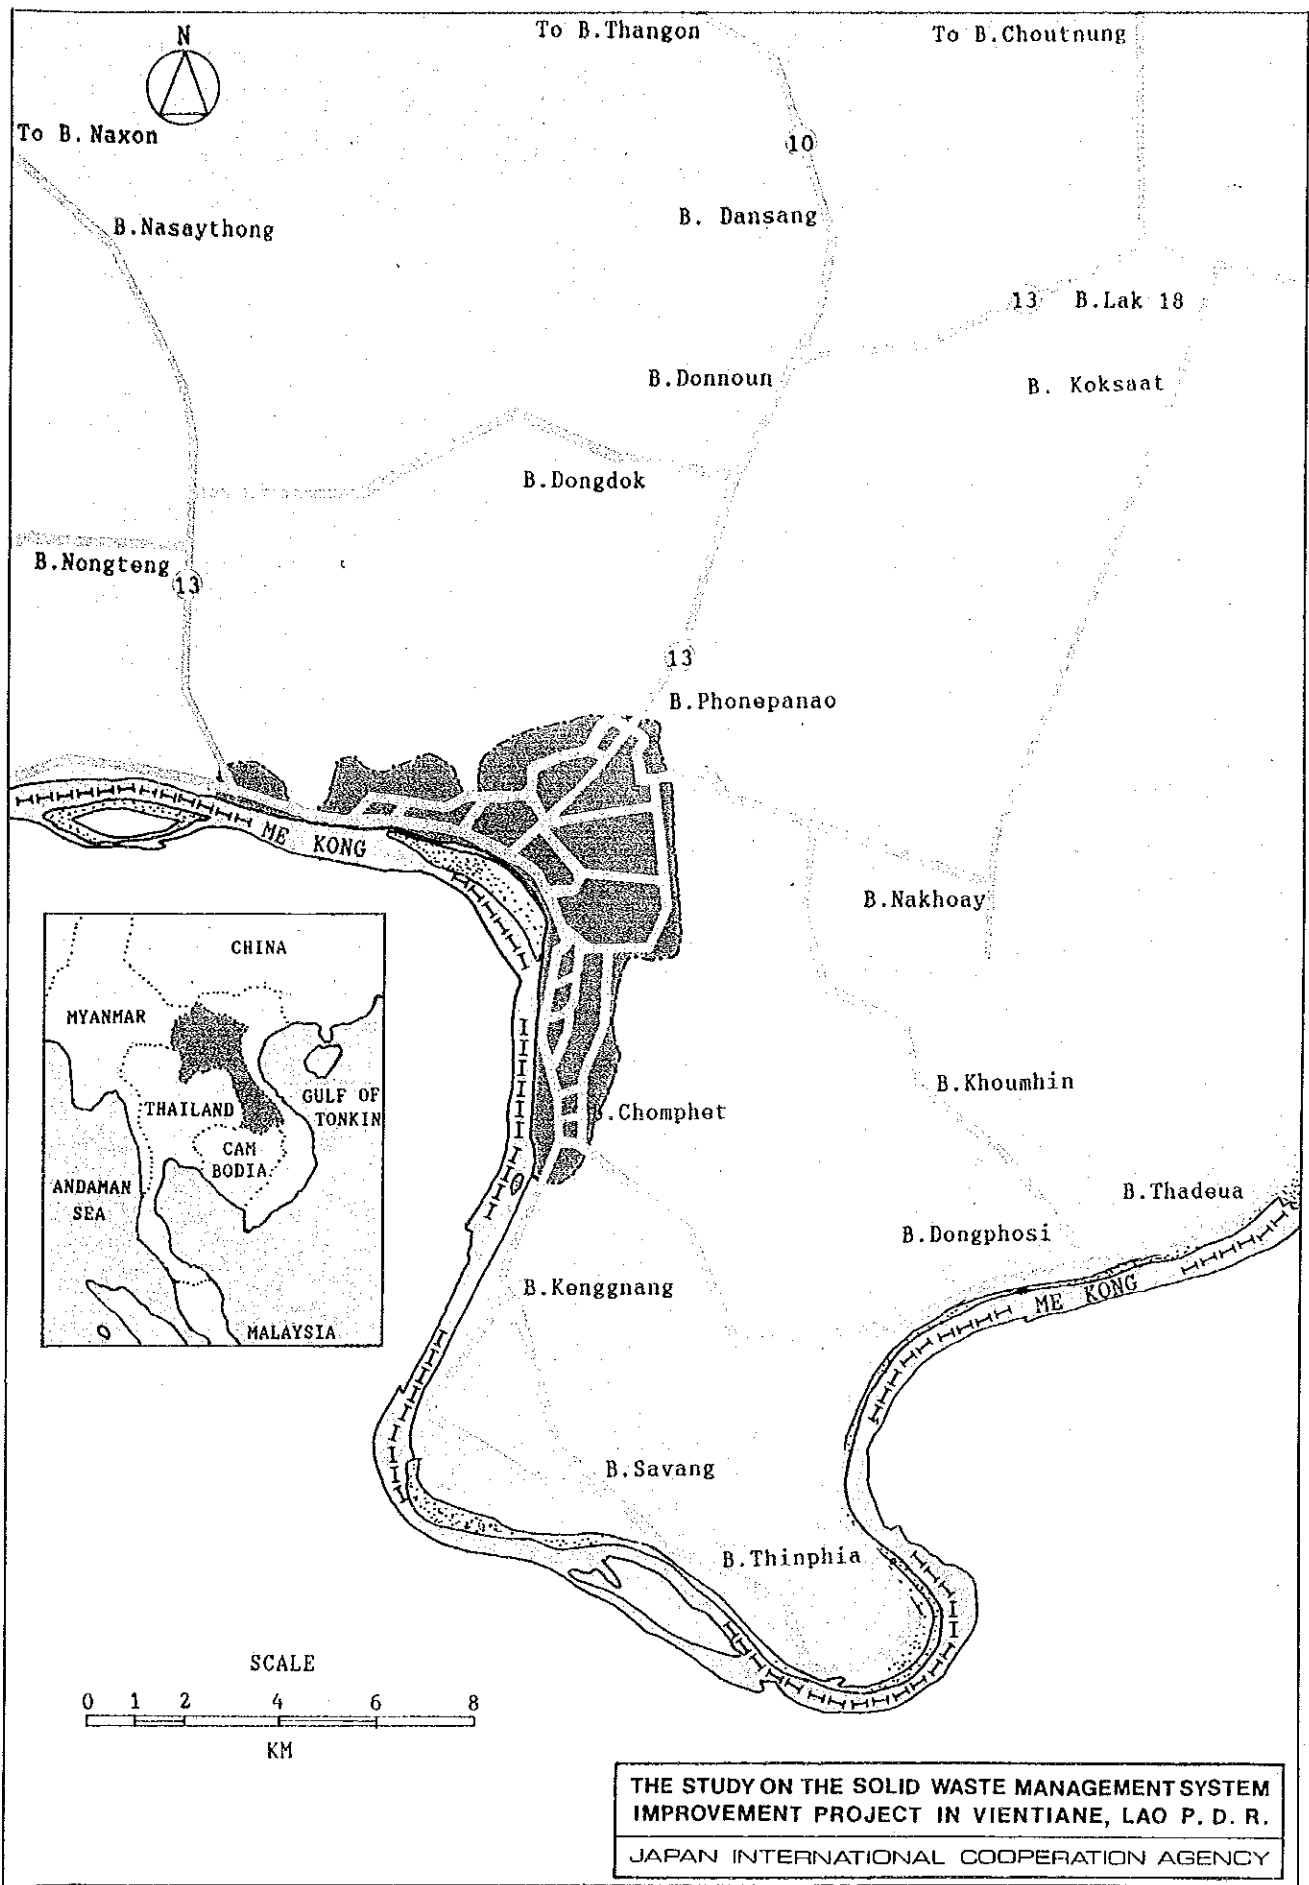 To B.Thangon
To B.Choutnung
N
To B. Naxon
10
B. Dansang
B.Nasaythong
13
B.Lak 18
B.Donnoun
B. Koksaat
B.Dongdok
B.Nongteng
13
13
B.Phonepanao
ME KONG
B.Nakhoay
CHINA
MYANMAR
GULF OF
TONKIN
THAILAND
CAM
BODIA
ANDAMAN
SEA
MALAYSIA
B.Khoumhin
B.Chomphet
B.Thadeua
B.Dongphosi
B.Kenggnang
ME KONG
B.Savang
B.Thinphia
SCALE
0 1 2 4 6 8
KM
THE STUDY ON THE SOLID WASTE MANAGEMENT SYSTEM
IMPROVEMENT PROJECT IN VIENTIANE, LAO P. D. R.
JAPAN INTERNATIONAL COOPERATION AGENCY